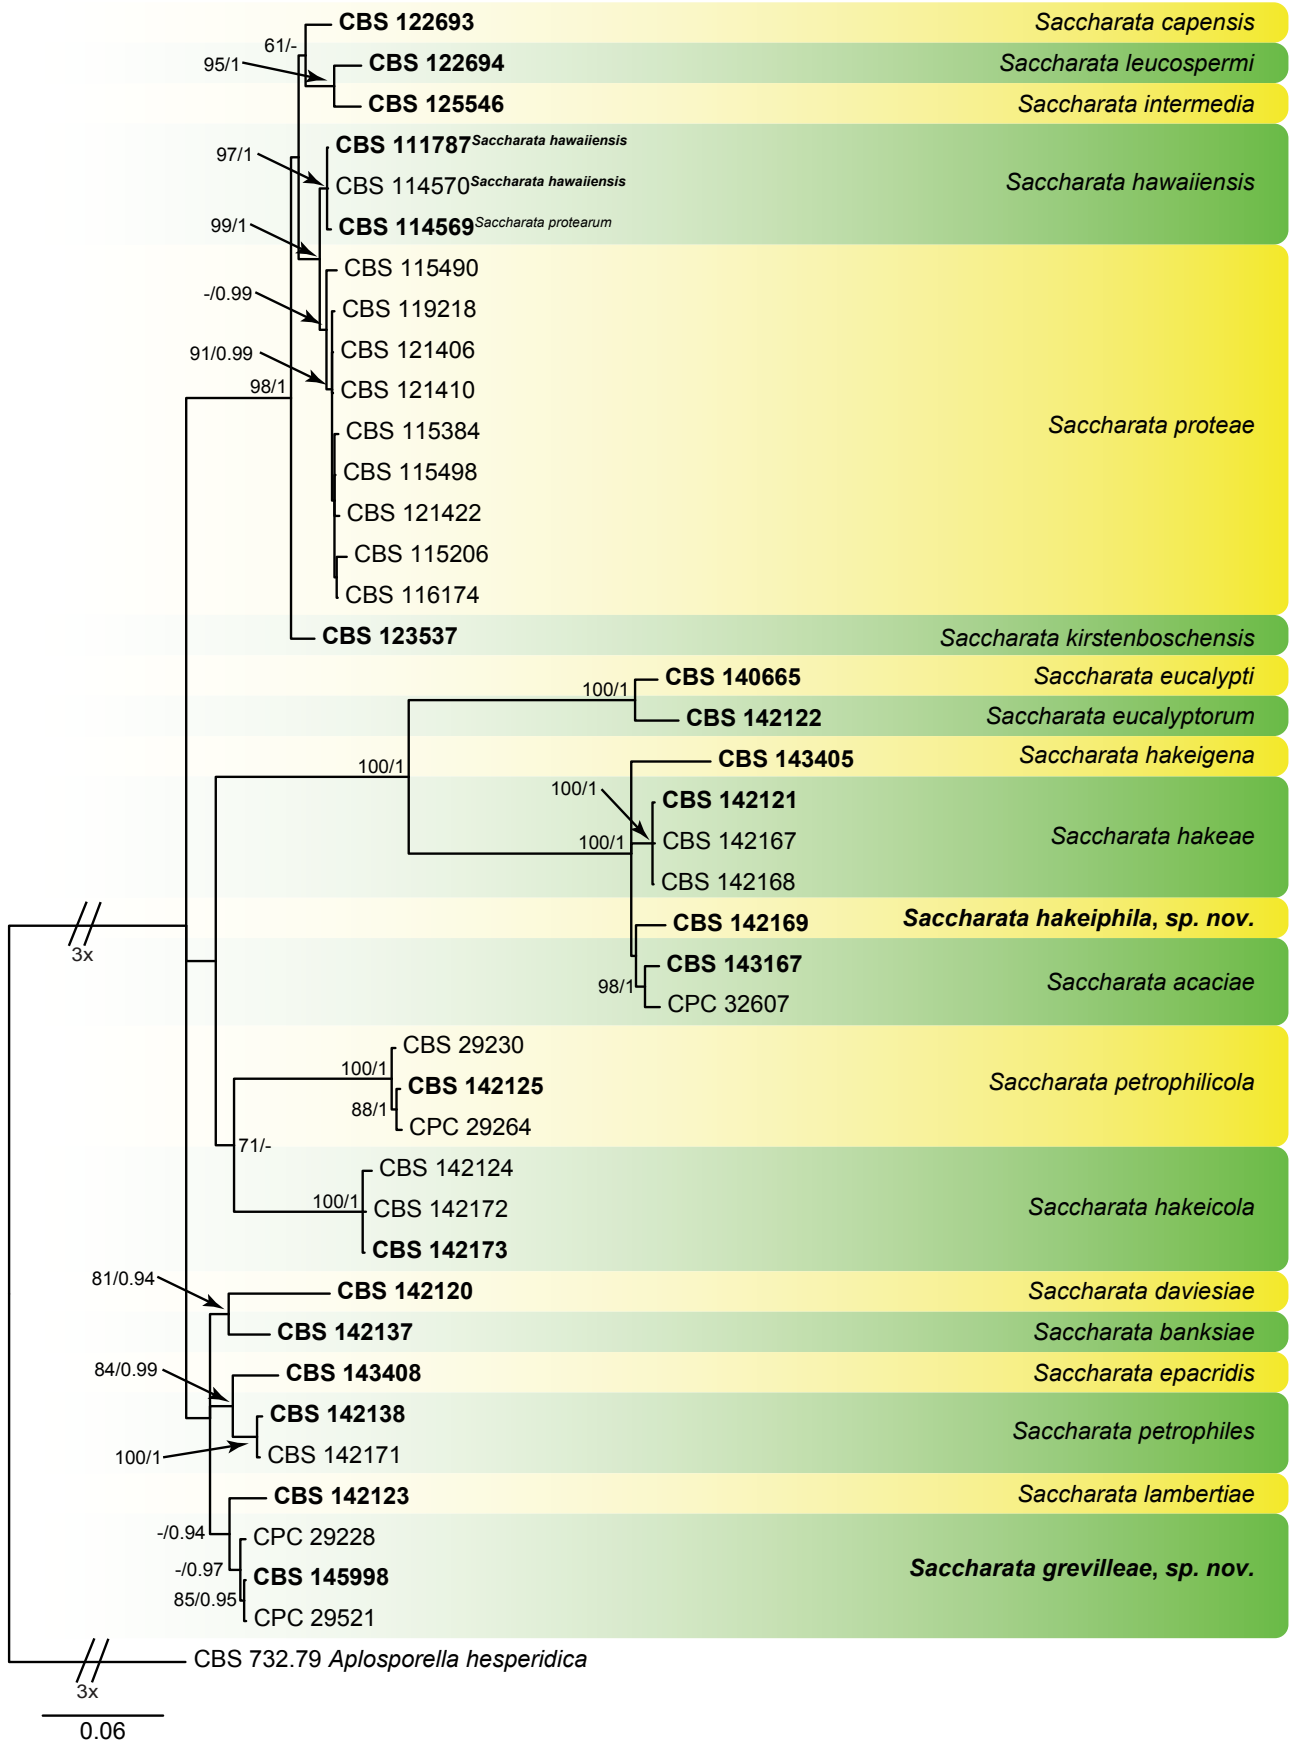 CBS 122693 Saccharata capensis
61/-
95/1 CBS 122694 Saccharata leucospermi
CBS 125546 Saccharata intermedia
CBS 111787 Saccharata hawaiiensis
97/1
CBS 114570 Saccharata hawaiiensis Saccharata hawaiiensis
99/1 CBS 114569 Saccharata protearum
CBS 115490
-/0.99
CBS 119218
91/0.99 CBS 121406
98/1 CBS 121410
Saccharata proteae
CBS 115384
CBS 115498
CBS 121422
CBS 115206
CBS 116174
CBS 123537 Saccharata kirstenboschensis
CBS 140665 Saccharata eucalypti
100/1
CBS 142122 Saccharata eucalyptorum
CBS 143405 Saccharata hakeigena
100/1
100/1 CBS 142121
100/1 CBS 142167 Saccharata hakeae
CBS 142168
CBS 142169 Saccharata hakeiphila, sp. nov.
3x
CBS 143167
98/1 Saccharata acaciae
CPC 32607
CBS 29230
100/1
CBS 142125 Saccharata petrophilicola
88/1
CPC 29264
71/-
CBS 142124
100/1 CBS 142172 Saccharata hakeicola
CBS 142173
81/0.94
CBS 142120 Saccharata daviesiae
CBS 142137 Saccharata banksiae
84/0.99 CBS 143408 Saccharata epacridis
CBS 142138
Saccharata petrophiles
100/1 CBS 142171
CBS 142123 Saccharata lambertiae
-/0.94 CPC 29228
-/0.97 CBS 145998 Saccharata grevilleae, sp. nov.
85/0.95
CPC 29521
CBS 732.79 Aplosporella hesperidica
3x
0.06